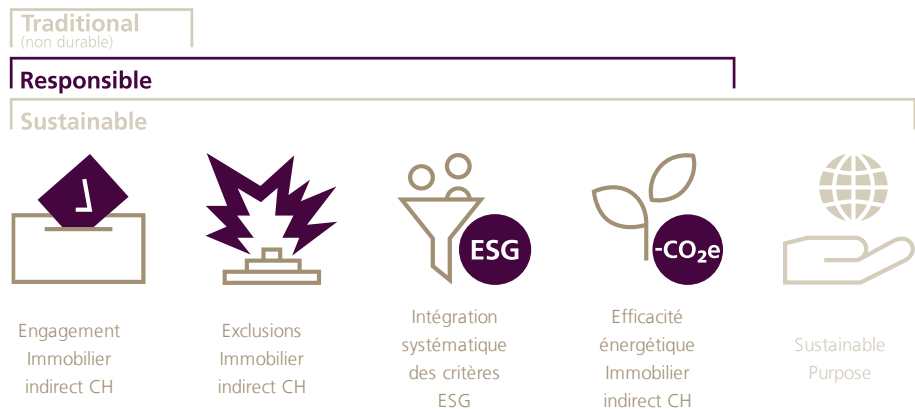 Traditional
(non durable)
Responsible
Sustainable
ESG
-CO₂e
Engagement
Immobilier
indirect CH
Exclusions
Immobilier
indirect CH
Intégration
systématique
des critères
ESG
Efficacité
énergétique
Immobilier
indirect CH
Sustainable
Purpose